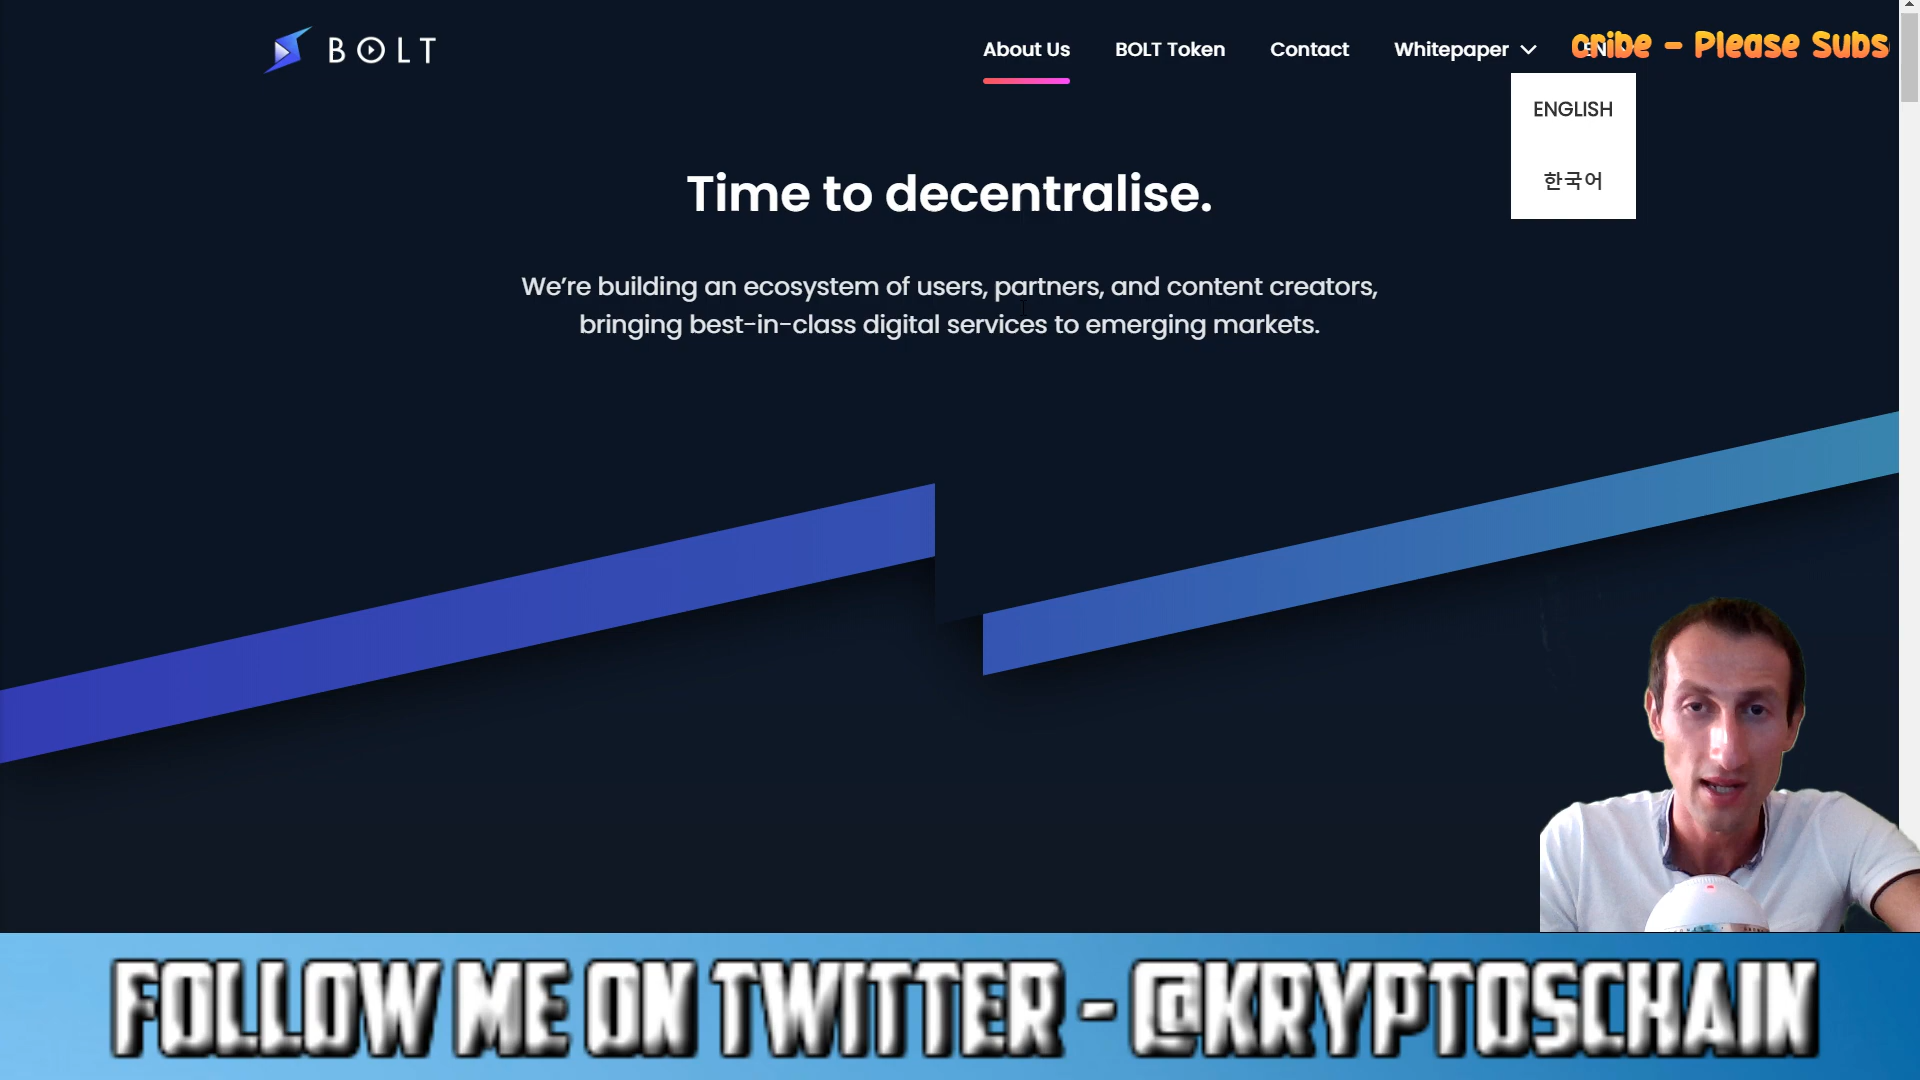 BOLT
About Us
BOLT Token
Contact
Whitepaper
EN
cribe - Please Subs
ENGLISH
한국어
Time to decentralise.
We’re building an ecosystem of users, partners, and content creators,
bringing best-in-class digital services to emerging markets.
FOLLOW ME ON TWITTER - @KRYPTOSCHAIN